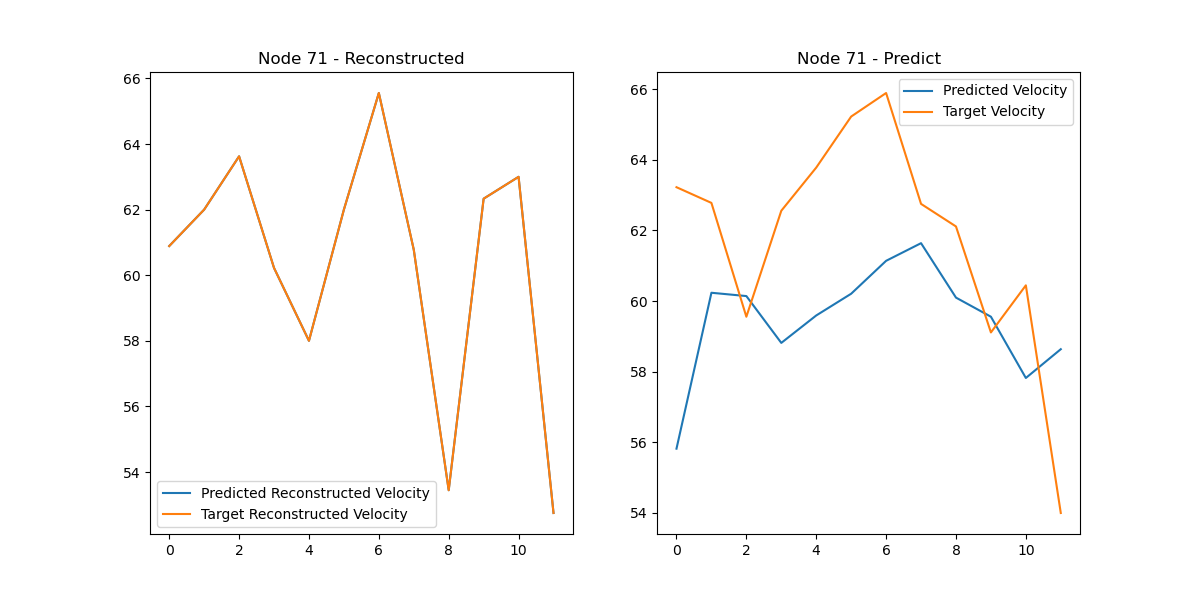 Node 71 - Reconstructed
66
64
62
60
58
56
54
Predicted Reconstructed Velocity
Target Reconstructed Velocity
0 2 4 6 8 10
Node 71 - Predict
66
64
62
60
58
56
54
Predicted Velocity
Target Velocity
0 2 4 6 8 10